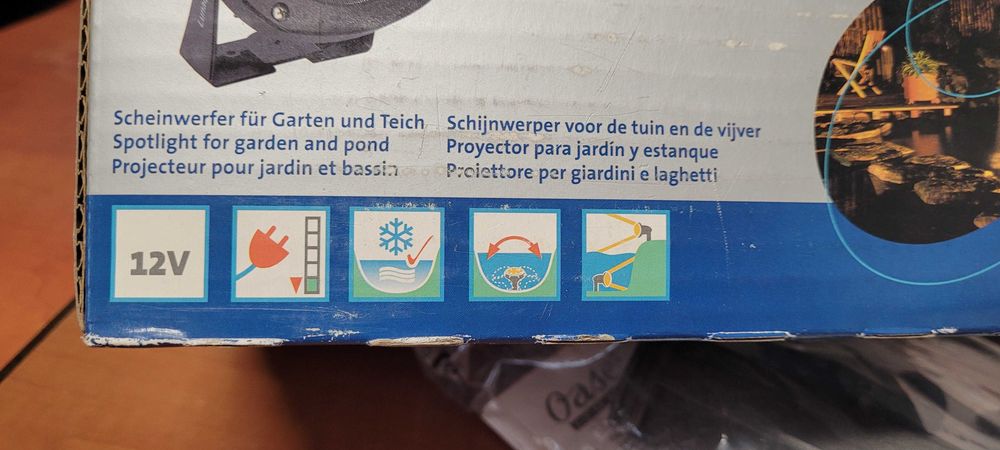 Scheinwerfer für Garten und Teich
Spotlight for garden and pond
Projecteur pour jardin et bassin
Schijnwerper voor de tuin en de vijver
Proyector para jardín y estanque
Proiettore per giardini e laghetti
12V
Oase